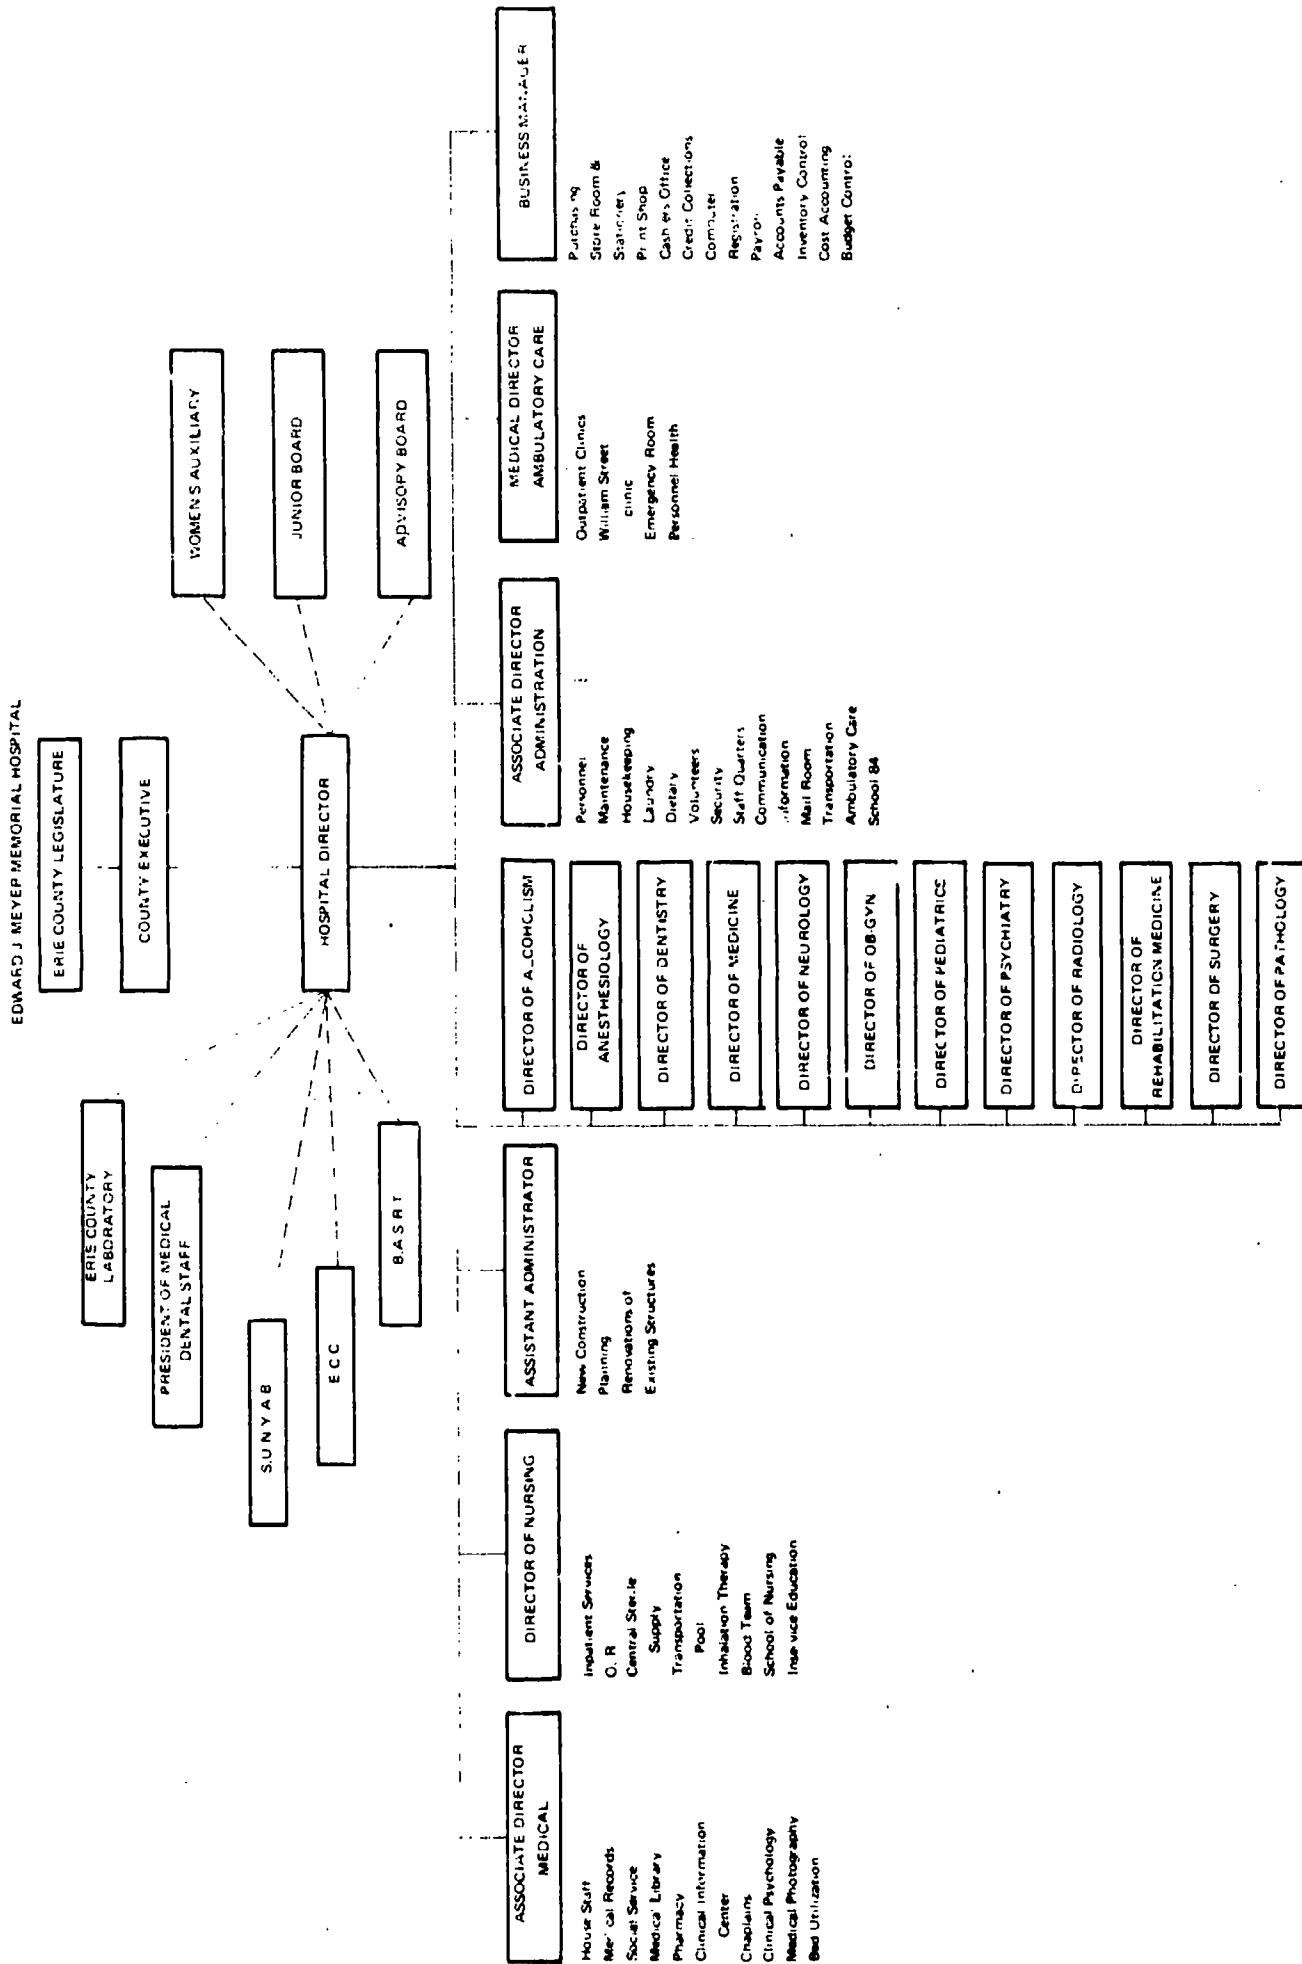 EDWARD J MEYEP MEMORIAL HOSPITAL
ERIE COUNTY LEGISLATURE
COUNTY EXECUTIVE
HOSPITAL DIRECTOR
ERIE COUNTY
LABORATORY
PRESIDENT OF MEDICAL
DENTAL STAFF
S.U N Y A B
E C C
B.A S R T
WOMEN'S AUXILIARY
JUNIOR BOARD
ADVISOPY BOARD
ASSOCIATE DIRECTOR
MEDICAL
House Staff
Medical Records
Social Service
Medical Library
Pharmacy
Clinical Information
Center
Chaplains
Clinical Psychology
Medical Photography
Bed Utilization
DIRECTOR OF NURSING
Inpatient Services
O. R
Central Sterile
Supply
Transportation
Pool
Inhalation Therapy
Blood Team
School of Nursing
Inservice Education
ASSISTANT ADMINISTRATOR
New Construction
Planning
Renovations of
Existing Structures
DIRECTOR OF ALCOHOLISM
DIRECTOR OF
ANESTHESIOLOGY
DIRECTOR OF DENTISTRY
DIRECTOR OF MEDICINE
DIRECTOR OF NEUROLOGY
DIRECTOR OF OB-GYN
DIRECTOR OF PEDIATRICS
DIRECTOR OF PSYCHIATRY
DIRECTOR OF RADIOLOGY
DIRECTOR OF
REHABILITATION MEDICINE
DIRECTOR OF SURGERY
DIRECTOR OF PATHOLOGY
ASSOCIATE DIRECTOR
ADMINISTRATION
Personnel
Maintenance
Housekeeping
Laundry
Dietary
Volunteers
Security
Staff Quarters
Communication
Information
Mail Room
Transportation
Ambulatory Care
School 84
MEDICAL DIRECTOR
AMBULATORY CARE
Outpatient Clinics
William Street
clinic
Emergency Room
Personnel Health
BUSINESS MANAGER
Purchasing
Store Room &
Stationery
Print Shop
Cashiers Office
Credit Collections
Computer
Registration
Payroll
Accounts Payable
Inventory Control
Cost Accounting
Budget Control